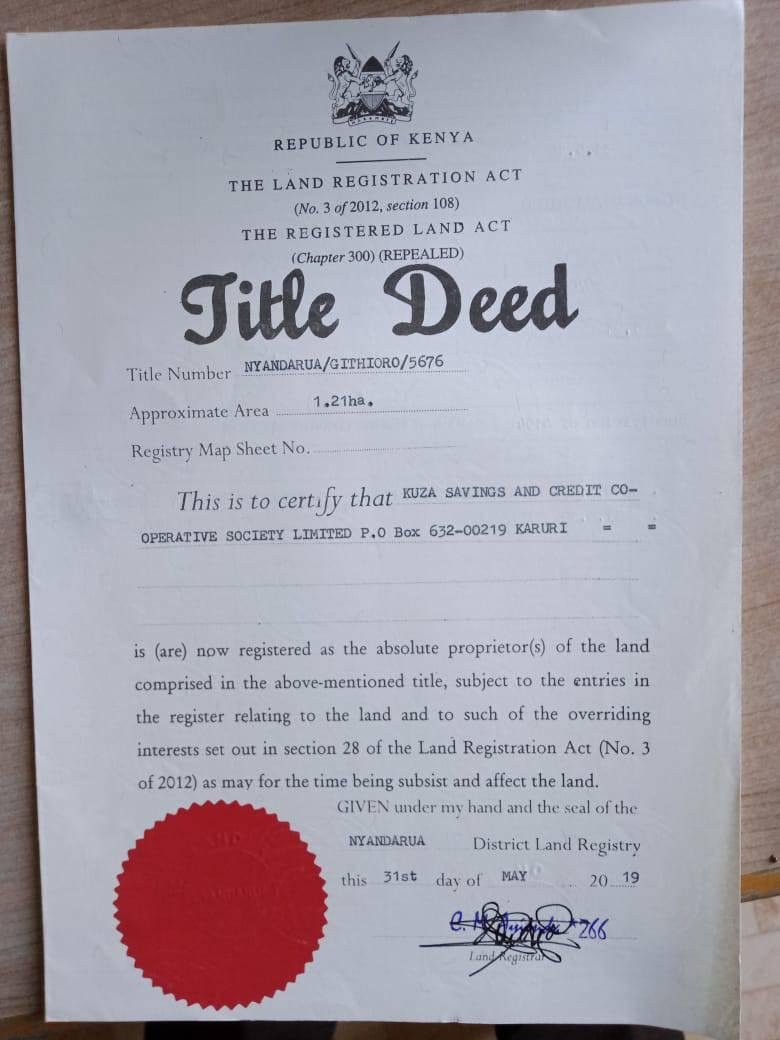 REPUBLIC OF KENYA
THE LAND REGISTRATION ACT
(No. 3 of 2012, section 108)
THE REGISTERED LAND ACT
(Chapter 300) (REPEALED)
Title Deed
Title Number NYANDARUA/GITHIORO/5676
Approximate Area 1.21ha.
Registry Map Sheet No.
This is to certify that KUZA SAVINGS AND CREDIT CO-
OPERATIVE SOCIETY LIMITED P.O Box 632-00219 KARURI = =
is (are) now registered as the absolute proprietor(s) of the land
comprised in the above-mentioned title, subject to the entries in
the register relating to the land and to such of the overriding
interests set out in section 28 of the Land Registration Act (No. 3
of 2012) as may for the time being subsist and affect the land.
GIVEN under my hand and the seal of the
NYANDARUA District Land Registry
this 31st day of MAY 20 19
C. M. 266
Land Registrar